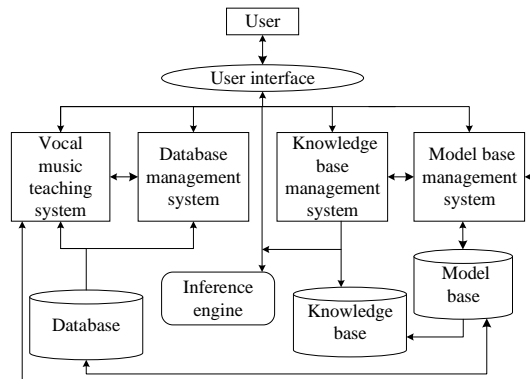 User
User interface
Vocal
music
teaching
system
Database
management
system
Knowledge
base
management
system
Model base
management
system
Inference
engine
Database
Knowledge
base
Model
base